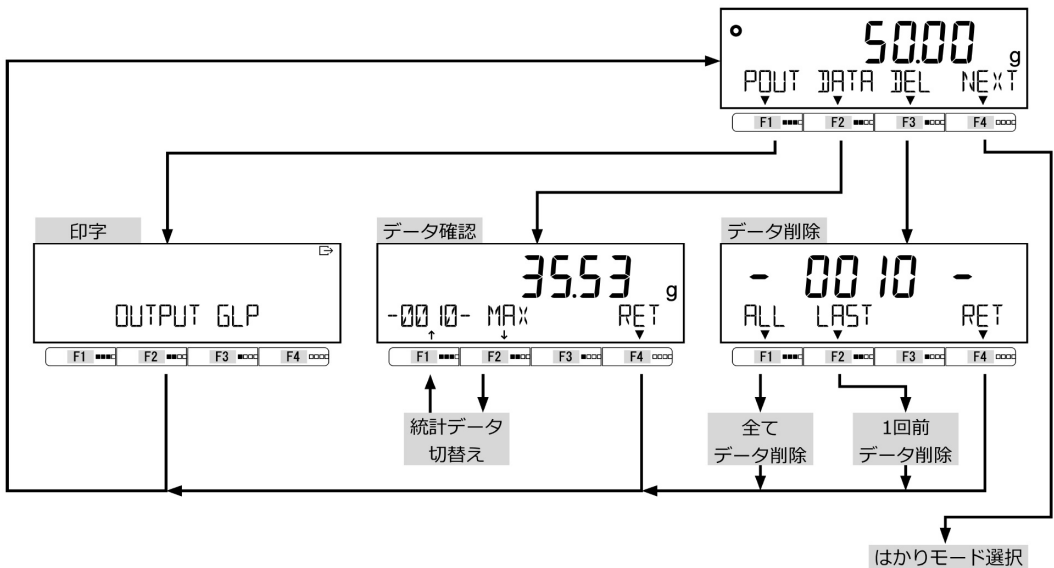 50.00 g
POUT DATA DEL NEXT
F1 F2 F3 F4
印字
OUTPUT GLP
F1 F2 F3 F4
データ確認
35.53 g
-0010- MAX RET
F1 F2 F3 F4
統計データ
切替え
データ削除
- 0010 -
ALL LAST RET
F1 F2 F3 F4
全て
データ削除
1回前
データ削除
はかりモード選択